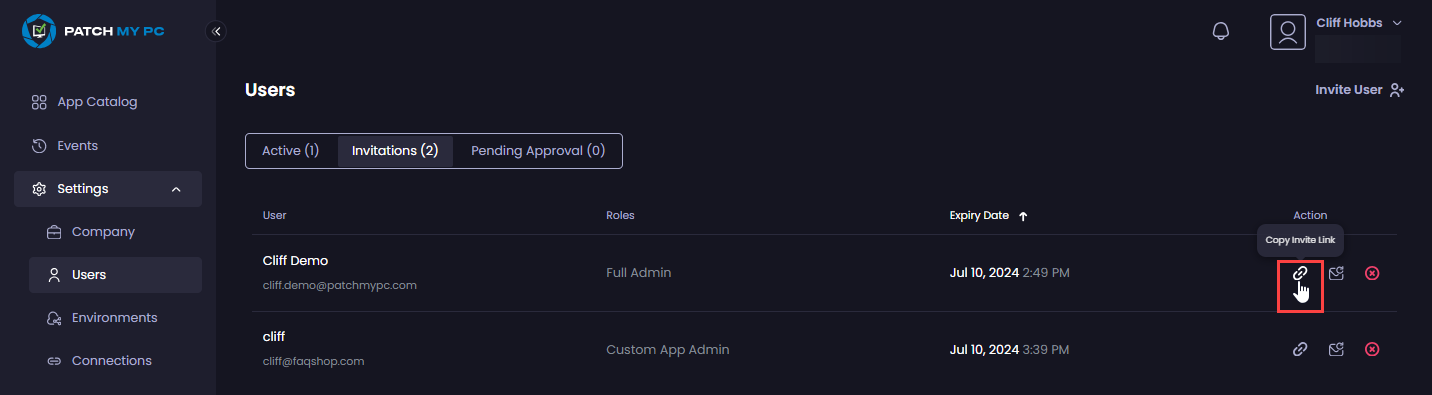 PATCH MY PC
Cliff Hobbs
App Catalog
Events
Settings
Company
Users
Environments
Connections
Users
Invite User
Active (1)
Invitations (2)
Pending Approval (0)
User Roles Expiry Date Action
Copy Invite Link
Cliff Demo
cliff.demo@patchmypc.com
Full Admin
Jul 10, 2024 2:49 PM
cliff
cliff@faqshop.com
Custom App Admin
Jul 10, 2024 3:39 PM